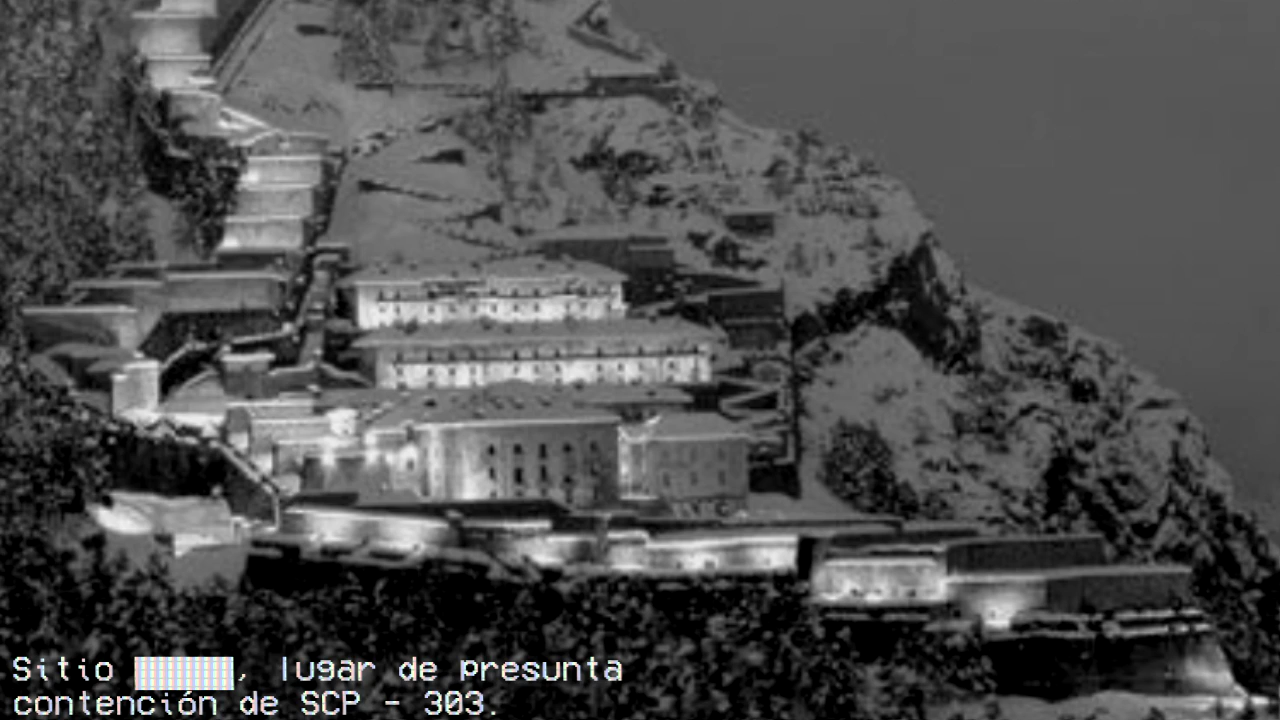 Sitio ██████, lugar de presunta
contención de SCP - 303.